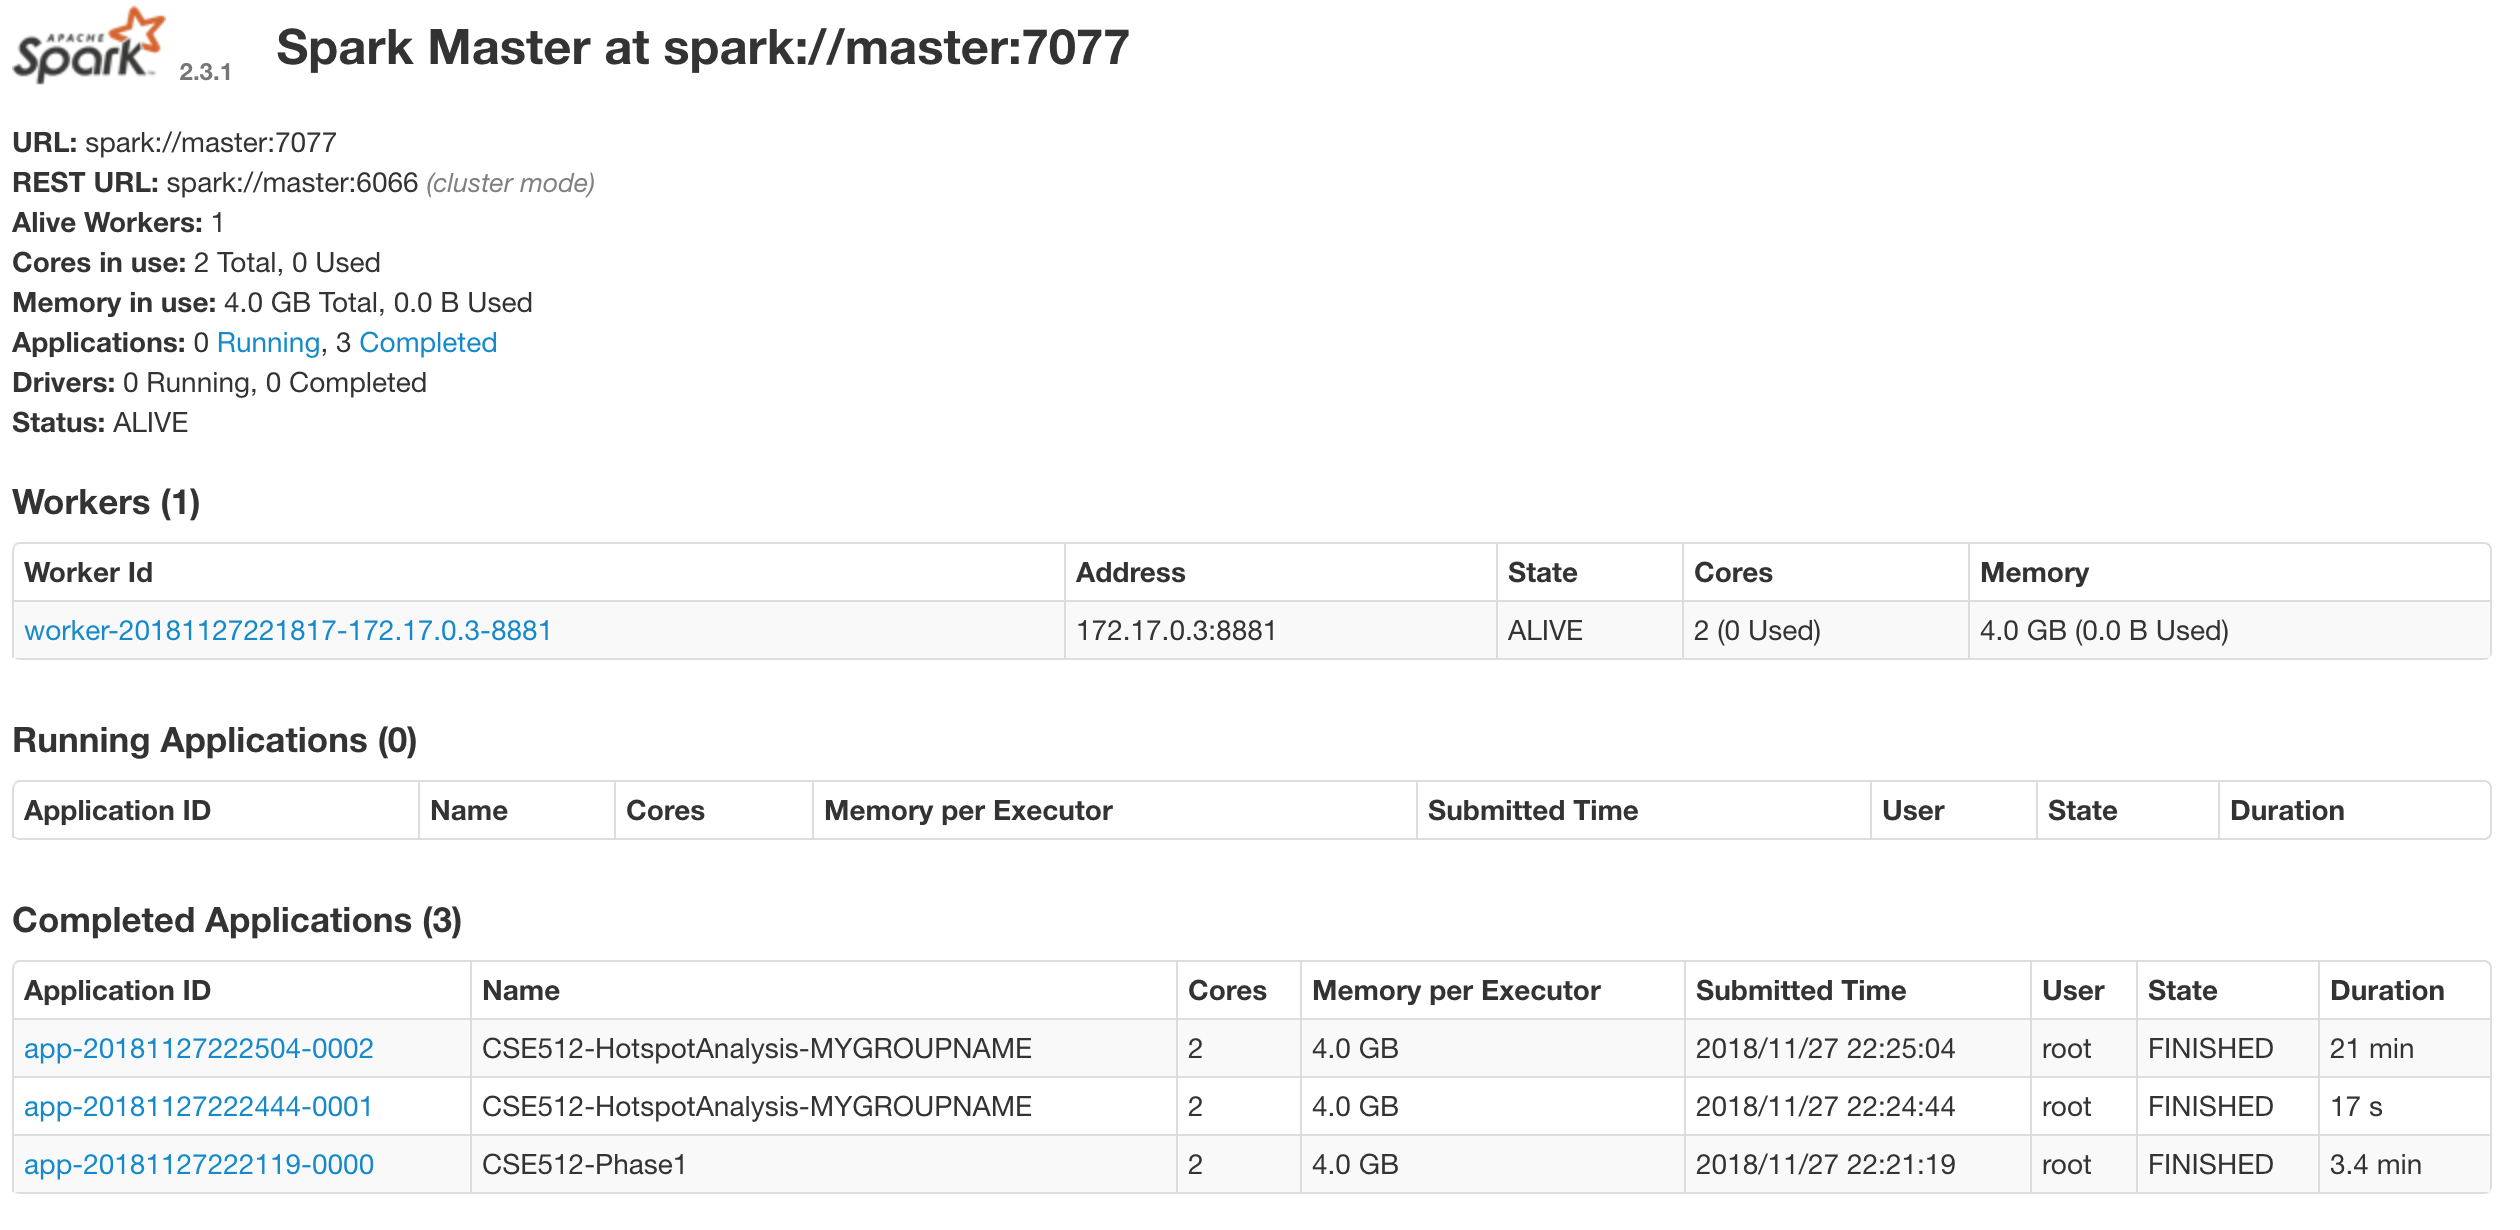 APACHE
Spark 2.3.1 Spark Master at spark://master:7077
URL: spark://master:7077
REST URL: spark://master:6066 (cluster mode)
Alive Workers: 1
Cores in use: 2 Total, 0 Used
Memory in use: 4.0 GB Total, 0.0 B Used
Applications: 0 Running, 3 Completed
Drivers: 0 Running, 0 Completed
Status: ALIVE
Workers (1)
Worker Id Address State Cores Memory
worker-20181127221817-172.17.0.3-8881 172.17.0.3:8881 ALIVE 2 (0 Used) 4.0 GB (0.0 B Used)
Running Applications (0)
Application ID Name Cores Memory per Executor Submitted Time User State Duration
Completed Applications (3)
Application ID Name Cores Memory per Executor Submitted Time User State Duration
app-20181127222504-0002 CSE512-HotspotAnalysis-MYGROUPNAME 2 4.0 GB 2018/11/27 22:25:04 root FINISHED 21 min
app-20181127222444-0001 CSE512-HotspotAnalysis-MYGROUPNAME 2 4.0 GB 2018/11/27 22:24:44 root FINISHED 17 s
app-20181127222119-0000 CSE512-Phase1 2 4.0 GB 2018/11/27 22:21:19 root FINISHED 3.4 min